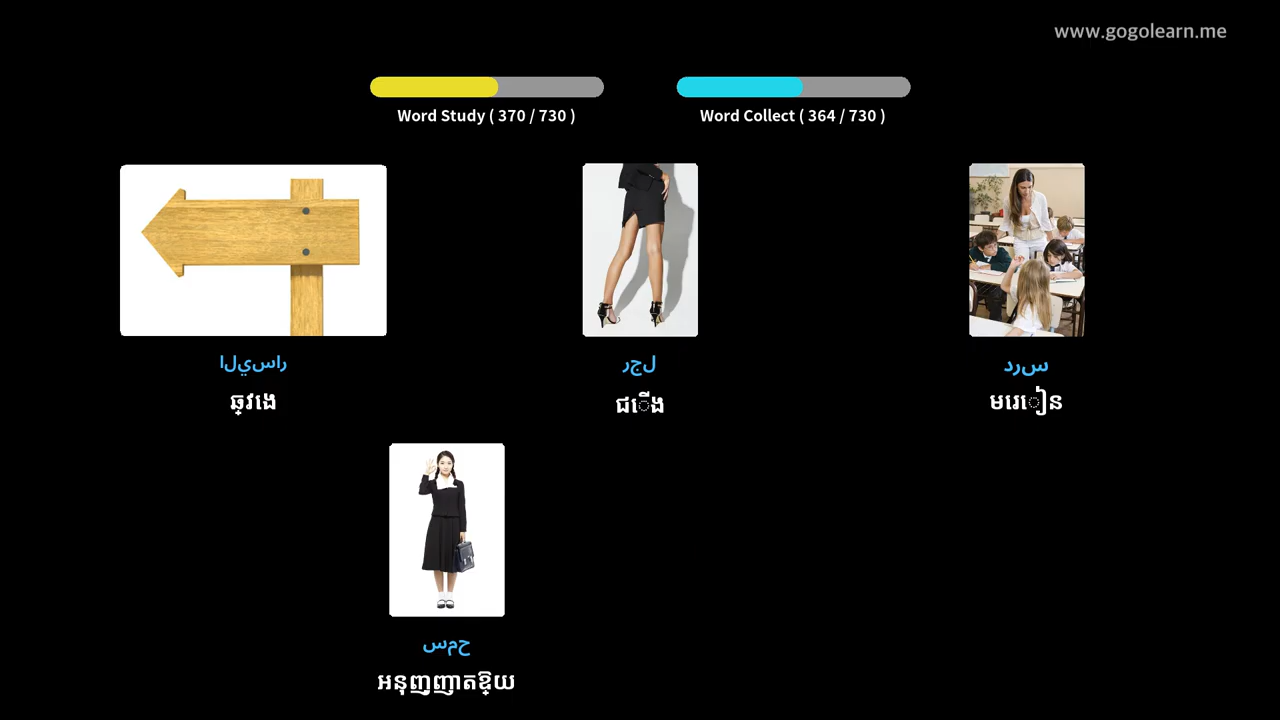 www.gogolearn.me
Word Study ( 370 / 730 )
Word Collect ( 364 / 730 )
اليسار
ឆ្វេង
رجل
ជើង
درس
មេរៀន
سمح
អនុញ្ញាតឱ្យ